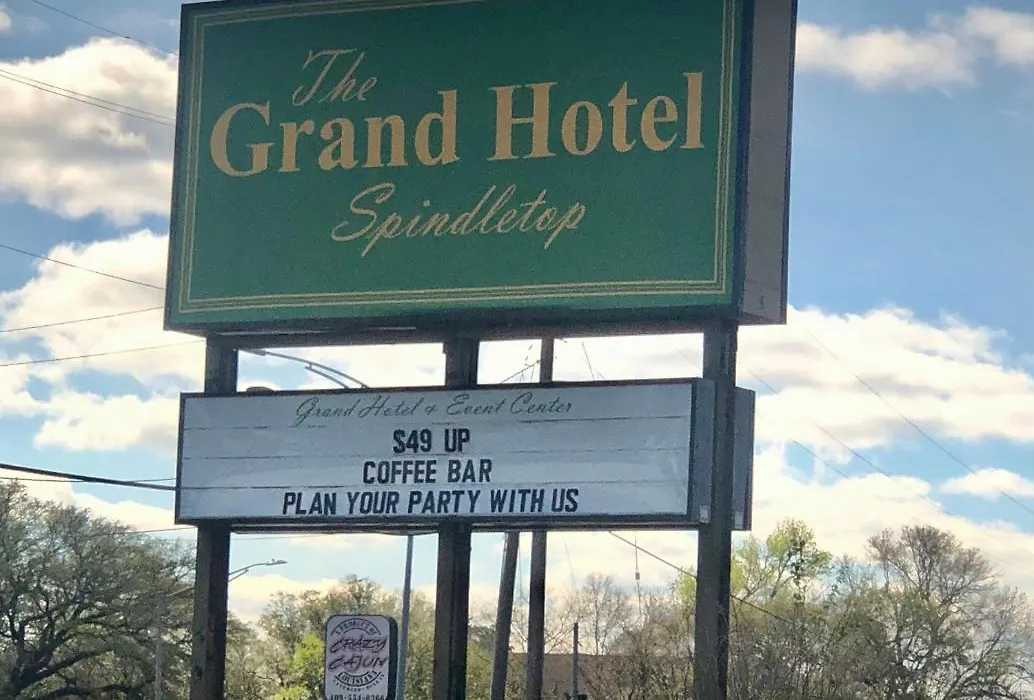 The
Grand Hotel
Spindletop
Grand Hotel & Event Center
$49 UP
COFFEE BAR
PLAN YOUR PARTY WITH US
CRAZY
CAJUN
LOUISIANA